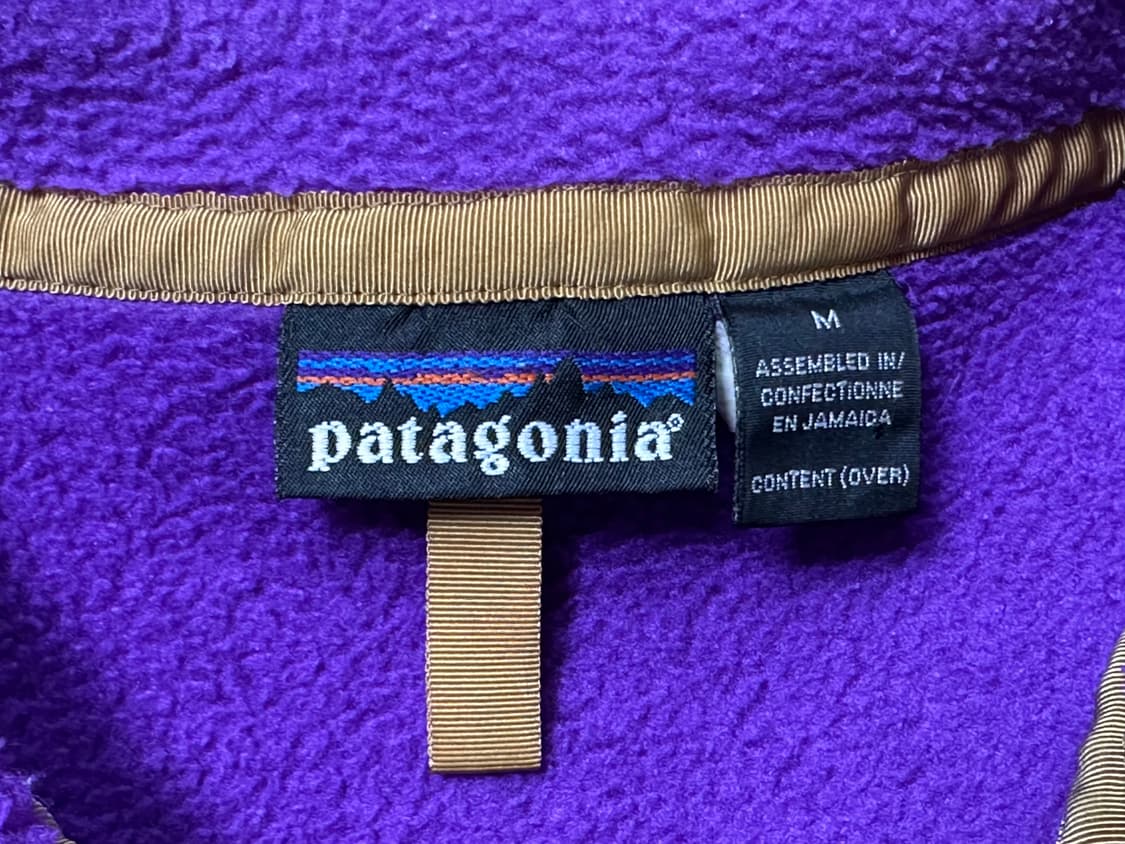 patagonia®
M
ASSEMBLED IN/
CONFECTIONNE
EN JAMAICA
CONTENT (OVER)